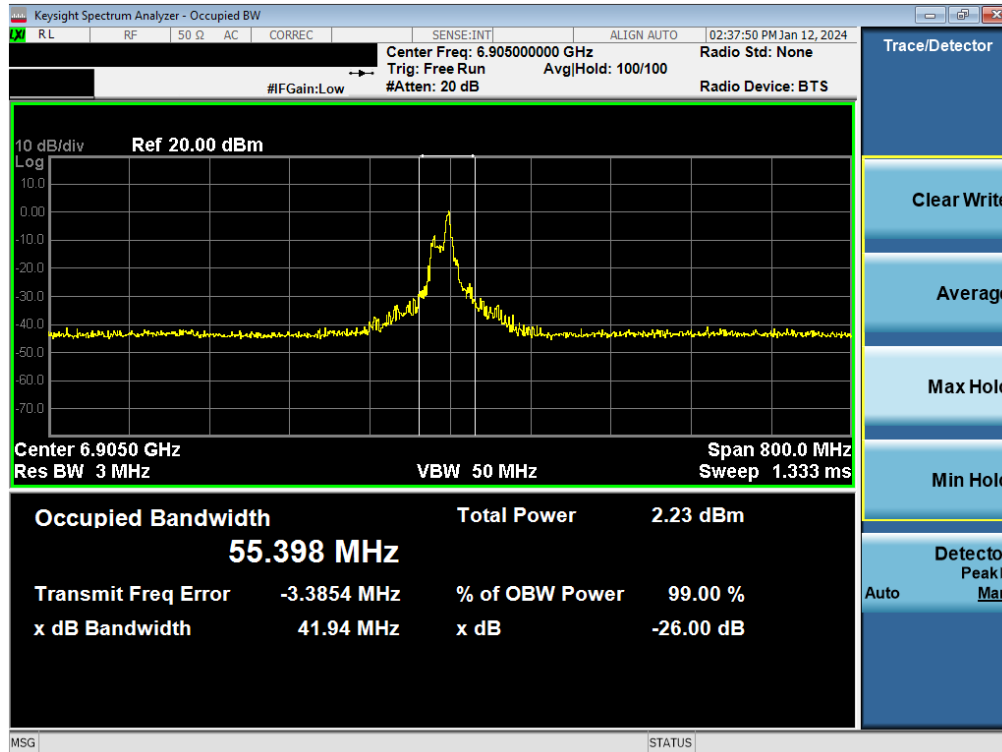 Keysight Spectrum Analyzer - Occupied BW
LXI RL RF 50 Ω AC CORREC SENSE:INT ALIGN AUTO 02:37:50 PM Jan 12, 2024
Center Freq: 6.905000000 GHz Radio Std: None
Trig: Free Run Avg|Hold: 100/100
#IFGain:Low #Atten: 20 dB Radio Device: BTS
10 dB/div Ref 20.00 dBm
Log
10.0
0.00
-10.0
-20.0
-30.0
-40.0
-50.0
-60.0
-70.0
Center 6.9050 GHz Span 800.0 MHz
Res BW 3 MHz VBW 50 MHz Sweep 1.333 ms
Occupied Bandwidth Total Power 2.23 dBm
55.398 MHz
Transmit Freq Error -3.3854 MHz % of OBW Power 99.00 %
x dB Bandwidth 41.94 MHz x dB -26.00 dB
MSG STATUS
Trace/Detector
Clear Write
Average
Max Hold
Min Hold
Detecto
Peak
Auto Man